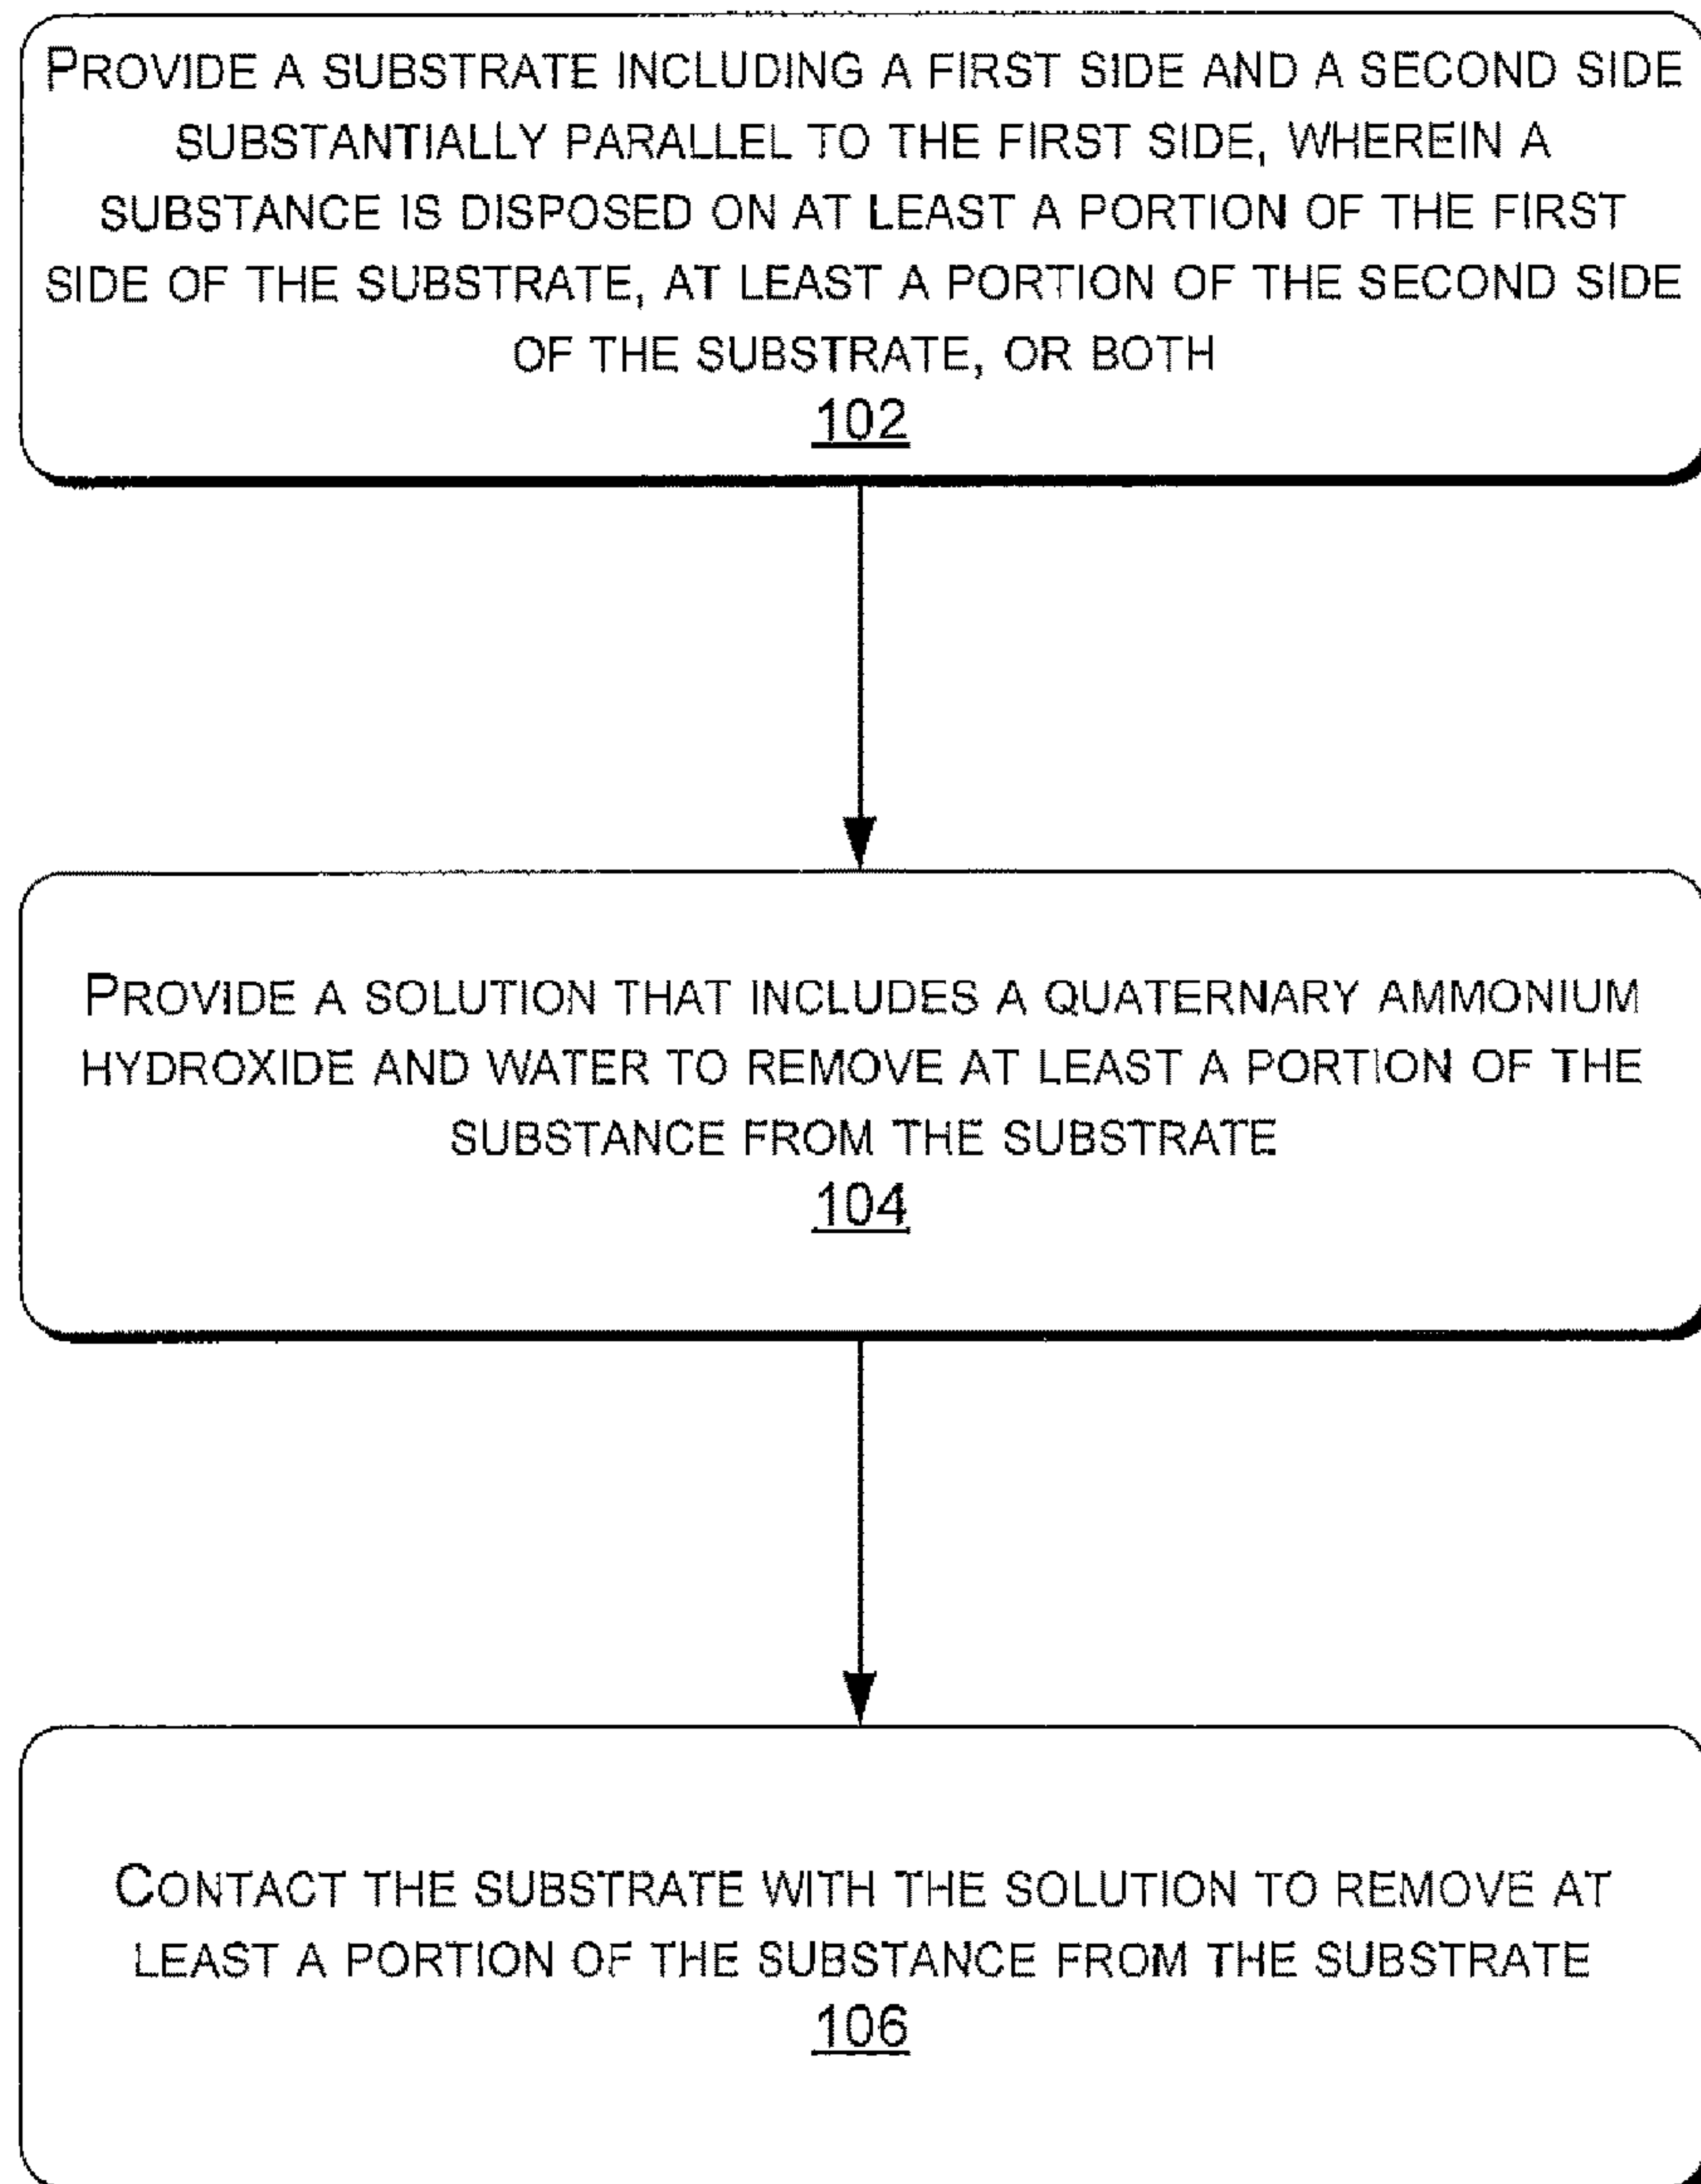 PROVIDE A SUBSTRATE INCLUDING A FIRST SIDE AND A SECOND SIDE
SUBSTANTIALLY PARALLEL TO THE FIRST SIDE, WHEREIN A
SUBSTANCE IS DISPOSED ON AT LEAST A PORTION OF THE FIRST
SIDE OF THE SUBSTRATE, AT LEAST A PORTION OF THE SECOND SIDE
OF THE SUBSTRATE, OR BOTH
102
PROVIDE A SOLUTION THAT INCLUDES A QUATERNARY AMMONIUM
HYDROXIDE AND WATER TO REMOVE AT LEAST A PORTION OF THE
SUBSTANCE FROM THE SUBSTRATE
104
CONTACT THE SUBSTRATE WITH THE SOLUTION TO REMOVE AT
LEAST A PORTION OF THE SUBSTANCE FROM THE SUBSTRATE
106